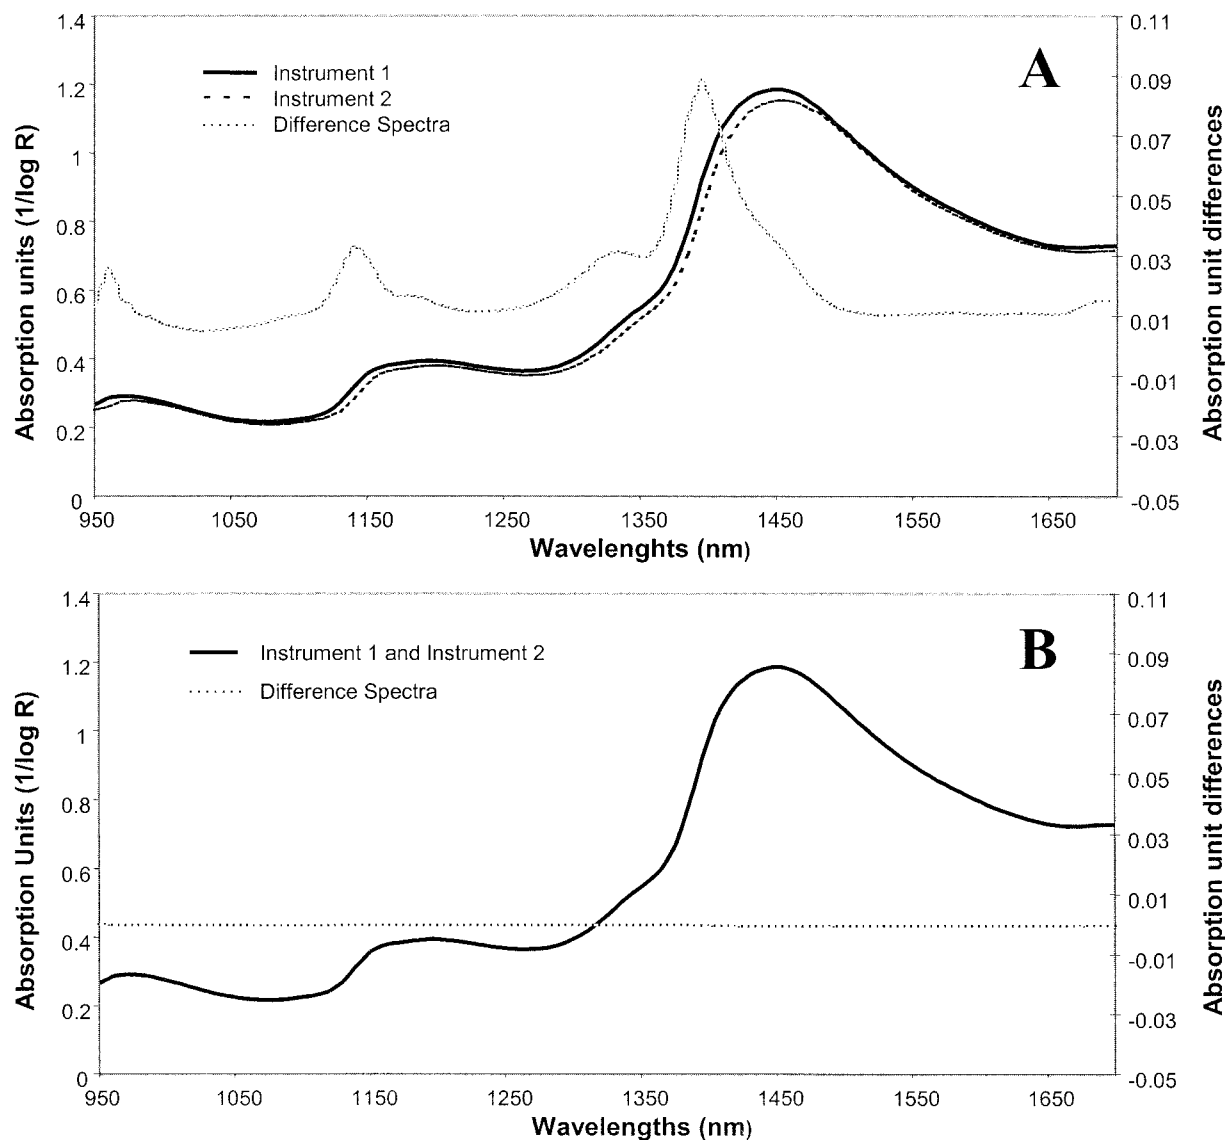 A
Instrument 1
Instrument 2
Difference Spectra
Absorption units (1/log R)
1.4
1.2
1
0.8
0.6
0.4
0.2
0
0.11
0.09
0.07
0.05
0.03
0.01
-0.01
-0.03
-0.05
Absorption unit differences
950 1050 1150 1250 1350 1450 1550 1650
Wavelenghts (nm)
B
Instrument 1 and Instrument 2
Difference Spectra
Absorption Units (1/log R)
1.4
1.2
1
0.8
0.6
0.4
0.2
0
0.11
0.09
0.07
0.05
0.03
0.01
-0.01
-0.03
-0.05
Absorption unit differences
950 1050 1150 1250 1350 1450 1550 1650
Wavelengths (nm)